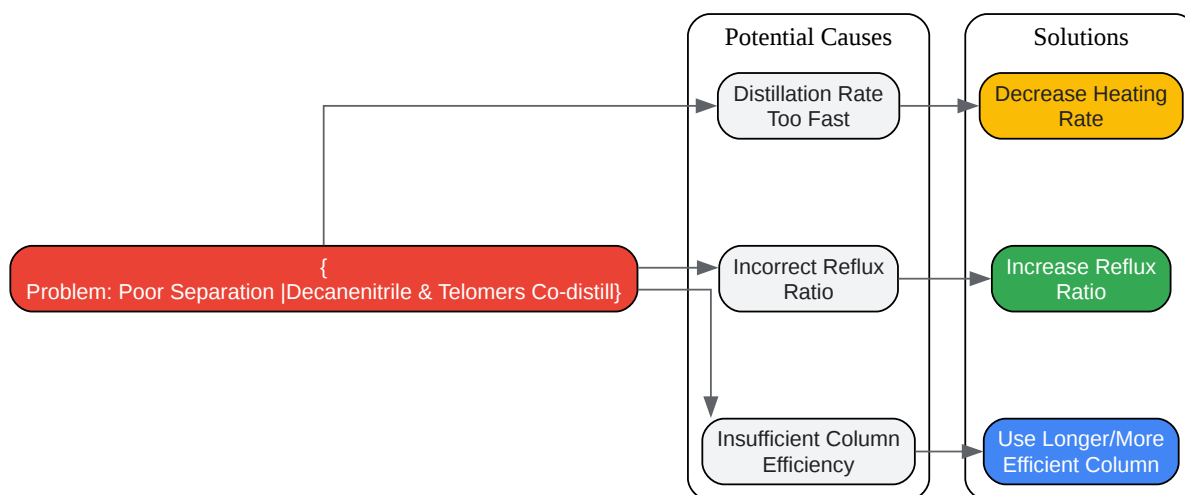 Potential Causes
Solutions
Distillation Rate
Too Fast
Decrease Heating
Rate
{
Problem: Poor Separation |Decanenitrile & Telomers Co-distill}
Incorrect Reflux
Ratio
Increase Reflux
Ratio
Insufficient Column
Efficiency
Use Longer/More
Efficient Column